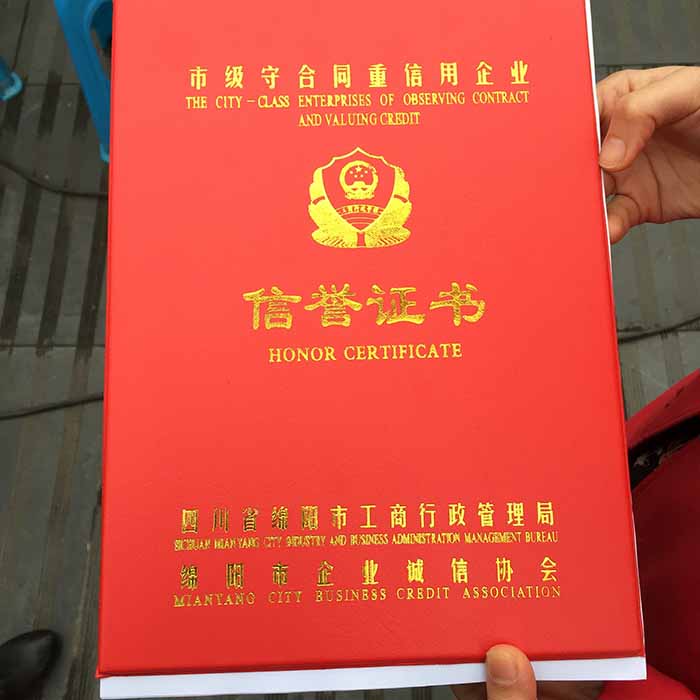 市级守合同重信用企业
THE CITY-CLASS ENTERPRISES OF OBSERVING CONTRACT
AND VALUING CREDIT
信誉证书
HONOR CERTIFICATE
四川省绵阳市工商行政管理局
SICHUAN MIANYANG CITY INDUSTRY AND BUSINESS ADMINISTRATION MANAGEMENT BUREAU
绵阳市企业诚信协会
MIANYANG CITY BUSINESS CREDIT ASSOCIATION